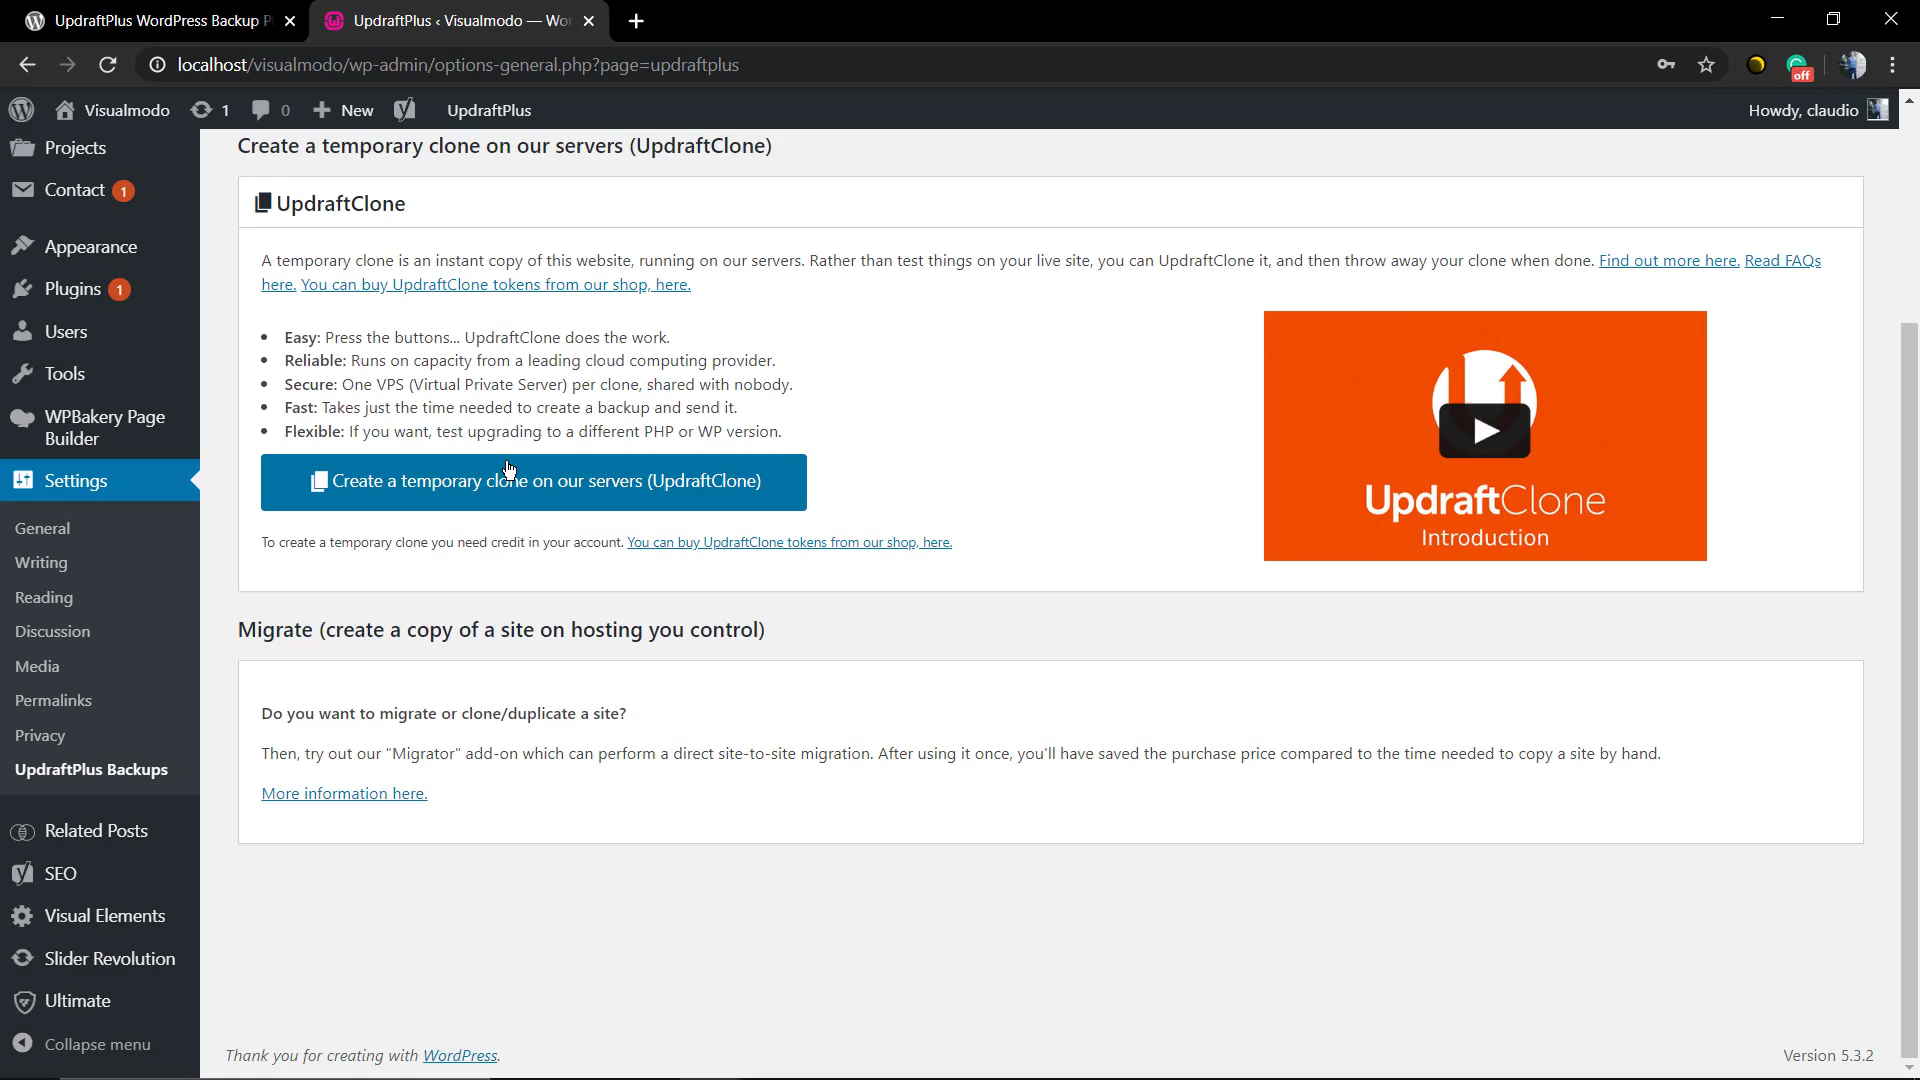 UpdraftPlus WordPress Backup P
UpdraftPlus ‹ Visualmodo — Wo
localhost/visualmodo/wp-admin/options-general.php?page=updraftplus
off
Visualmodo 1 0 New UpdraftPlus Howdy, claudio
Projects
Contact 1
Appearance
Plugins 1
Users
Tools
WPBakery Page
Builder
Settings
General
Writing
Reading
Discussion
Media
Permalinks
Privacy
UpdraftPlus Backups
Related Posts
SEO
Visual Elements
Slider Revolution
Ultimate
Collapse menu
Create a temporary clone on our servers (UpdraftClone)
UpdraftClone
A temporary clone is an instant copy of this website, running on our servers. Rather than test things on your live site, you can UpdraftClone it, and then throw away your clone when done. Find out more here. Read FAQs
here. You can buy UpdraftClone tokens from our shop, here.
• Easy: Press the buttons... UpdraftClone does the work.
• Reliable: Runs on capacity from a leading cloud computing provider.
• Secure: One VPS (Virtual Private Server) per clone, shared with nobody.
• Fast: Takes just the time needed to create a backup and send it.
• Flexible: If you want, test upgrading to a different PHP or WP version.
Create a temporary clone on our servers (UpdraftClone)
To create a temporary clone you need credit in your account. You can buy UpdraftClone tokens from our shop, here.
UpdraftClone
Introduction
Migrate (create a copy of a site on hosting you control)
Do you want to migrate or clone/duplicate a site?
Then, try out our "Migrator" add-on which can perform a direct site-to-site migration. After using it once, you'll have saved the purchase price compared to the time needed to copy a site by hand.
More information here.
Thank you for creating with WordPress.
Version 5.3.2